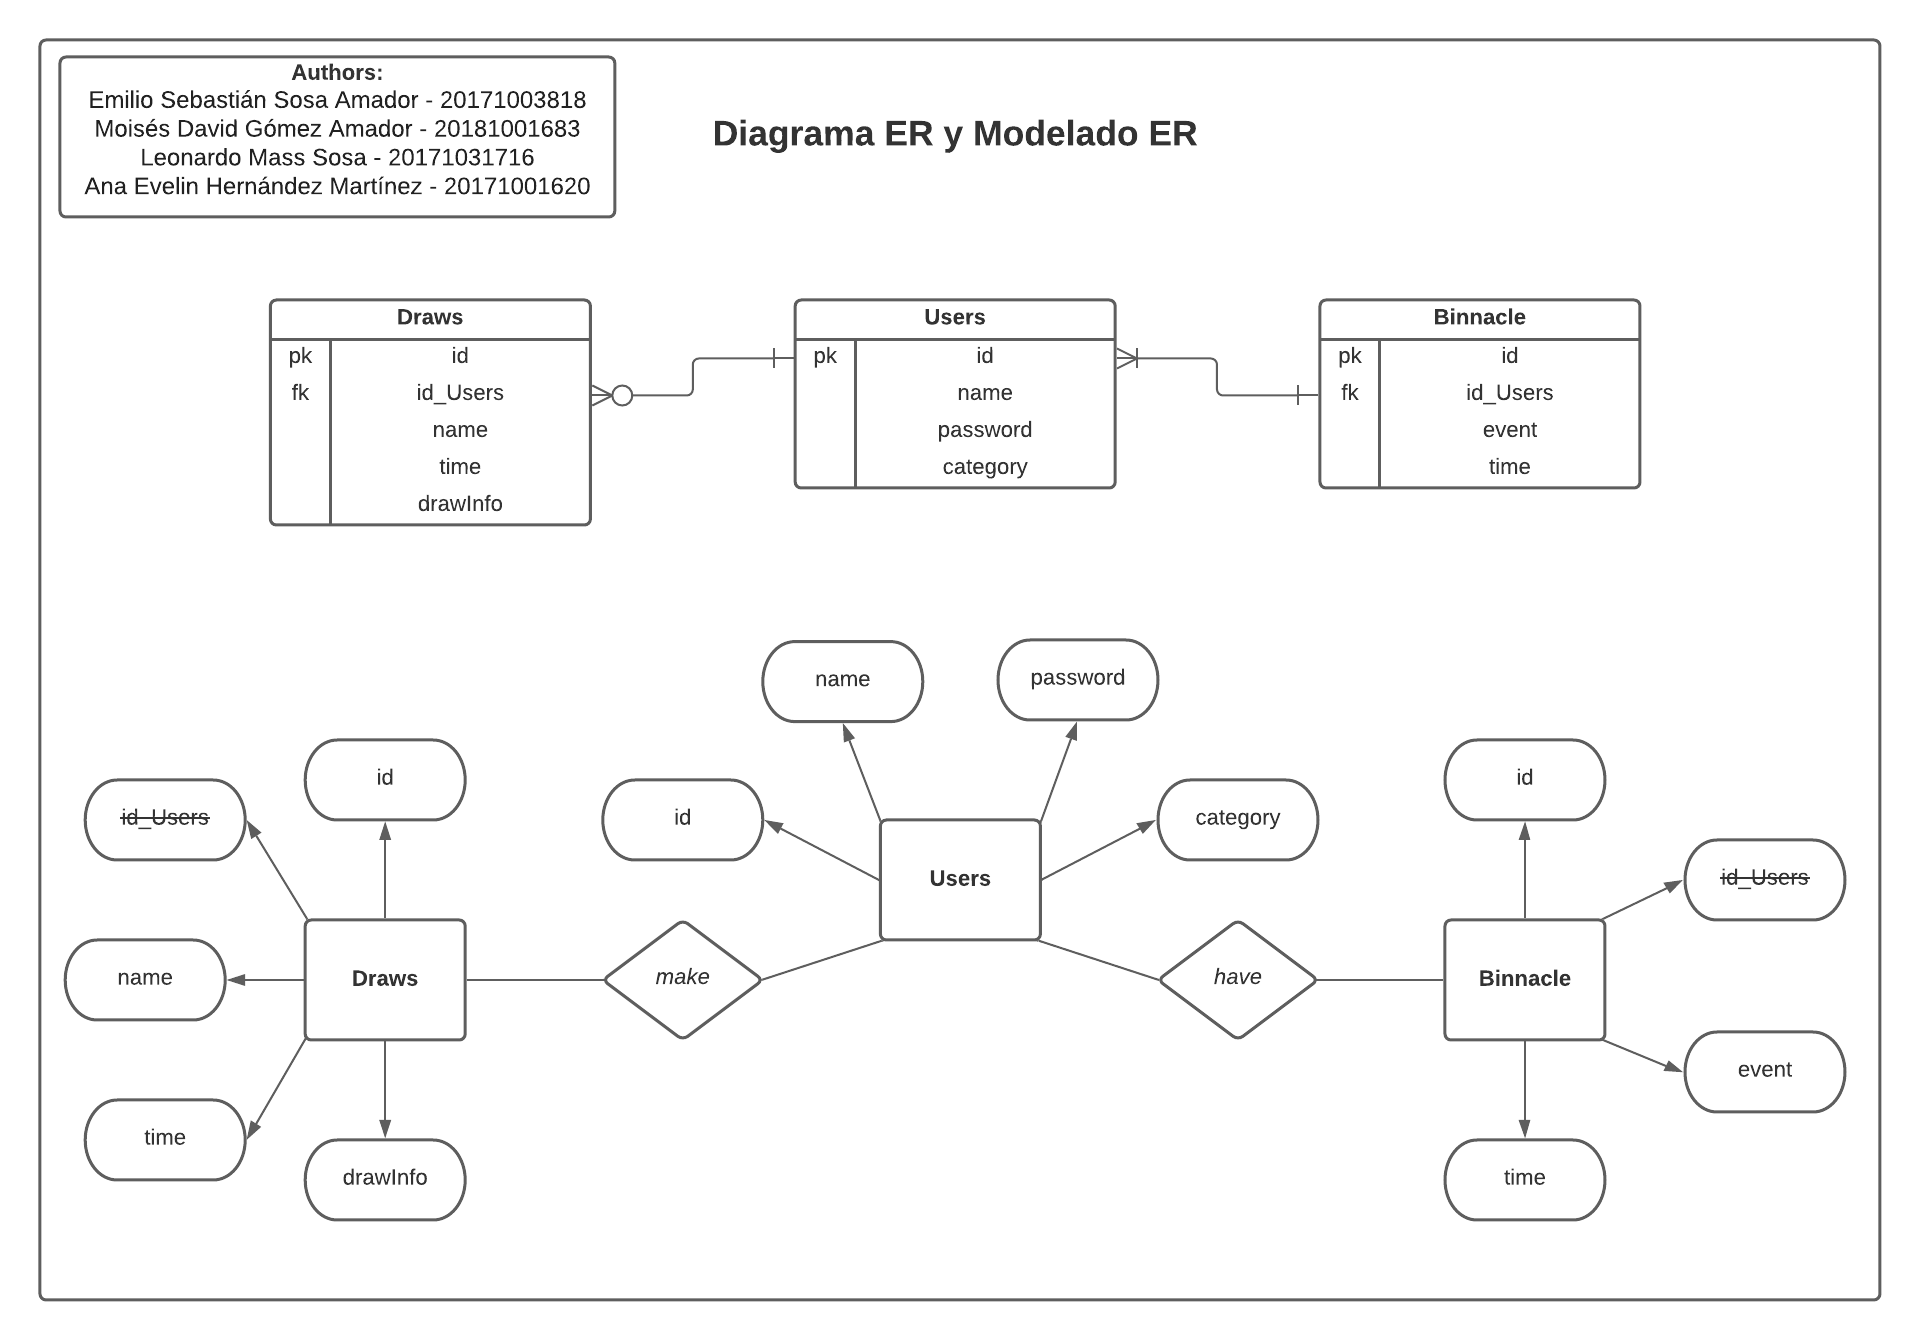 Authors:
Emilio Sebastián Sosa Amador - 20171003818
Moisés David Gómez Amador - 20181001683
Leonardo Mass Sosa - 20171031716
Ana Evelin Hernández Martínez - 20171001620
Diagrama ER y Modelado ER
Draws
pk id
fk id_Users
name
time
drawInfo
Users
pk id
name
password
category
Binnacle
pk id
fk id_Users
event
time
name
password
id
id_Users
id
category
id
id_Users
Users
name
Draws
make
have
Binnacle
time
drawInfo
event
time